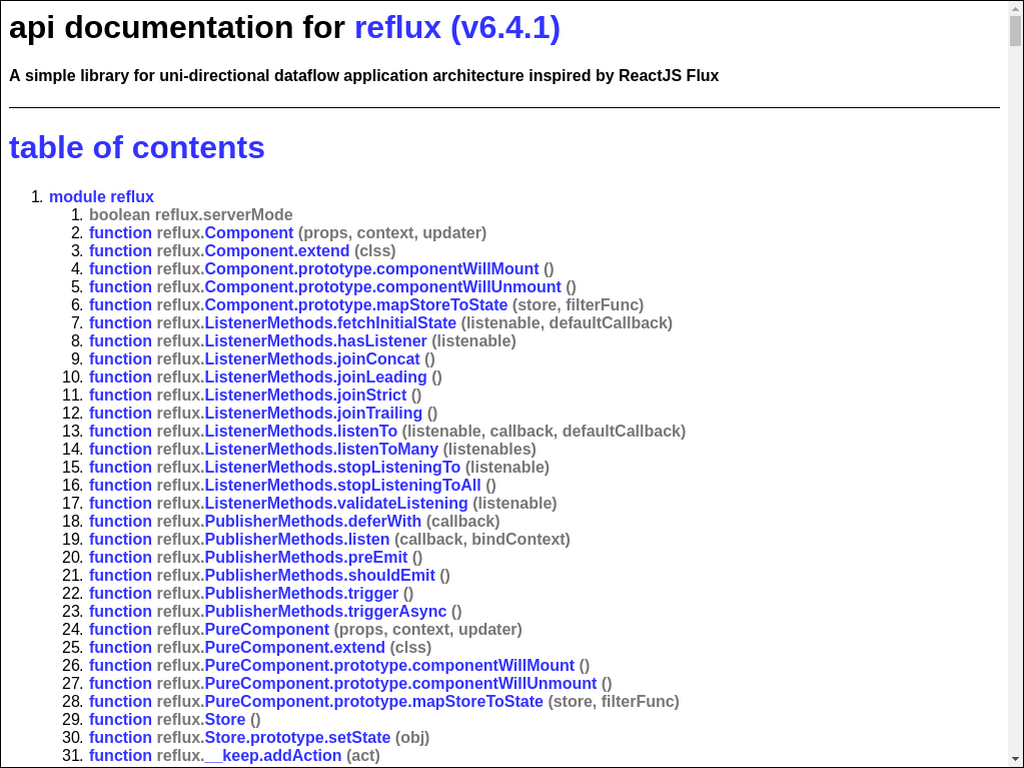 api documentation for reflux (v6.4.1)
A simple library for uni-directional dataflow application architecture inspired by ReactJS Flux
table of contents
1. module reflux
1. boolean reflux.serverMode
2. function reflux.Component (props, context, updater)
3. function reflux.Component.extend (clss)
4. function reflux.Component.prototype.componentWillMount ()
5. function reflux.Component.prototype.componentWillUnmount ()
6. function reflux.Component.prototype.mapStoreToState (store, filterFunc)
7. function reflux.ListenerMethods.fetchInitialState (listenable, defaultCallback)
8. function reflux.ListenerMethods.hasListener (listenable)
9. function reflux.ListenerMethods.joinConcat ()
10. function reflux.ListenerMethods.joinLeading ()
11. function reflux.ListenerMethods.joinStrict ()
12. function reflux.ListenerMethods.joinTrailing ()
13. function reflux.ListenerMethods.listenTo (listenable, callback, defaultCallback)
14. function reflux.ListenerMethods.listenToMany (listenables)
15. function reflux.ListenerMethods.stopListeningTo (listenable)
16. function reflux.ListenerMethods.stopListeningToAll ()
17. function reflux.ListenerMethods.validateListening (listenable)
18. function reflux.PublisherMethods.deferWith (callback)
19. function reflux.PublisherMethods.listen (callback, bindContext)
20. function reflux.PublisherMethods.preEmit ()
21. function reflux.PublisherMethods.shouldEmit ()
22. function reflux.PublisherMethods.trigger ()
23. function reflux.PublisherMethods.triggerAsync ()
24. function reflux.PureComponent (props, context, updater)
25. function reflux.PureComponent.extend (clss)
26. function reflux.PureComponent.prototype.componentWillMount ()
27. function reflux.PureComponent.prototype.componentWillUnmount ()
28. function reflux.PureComponent.prototype.mapStoreToState (store, filterFunc)
29. function reflux.Store ()
30. function reflux.Store.prototype.setState (obj)
31. function reflux.__keep.addAction (act)